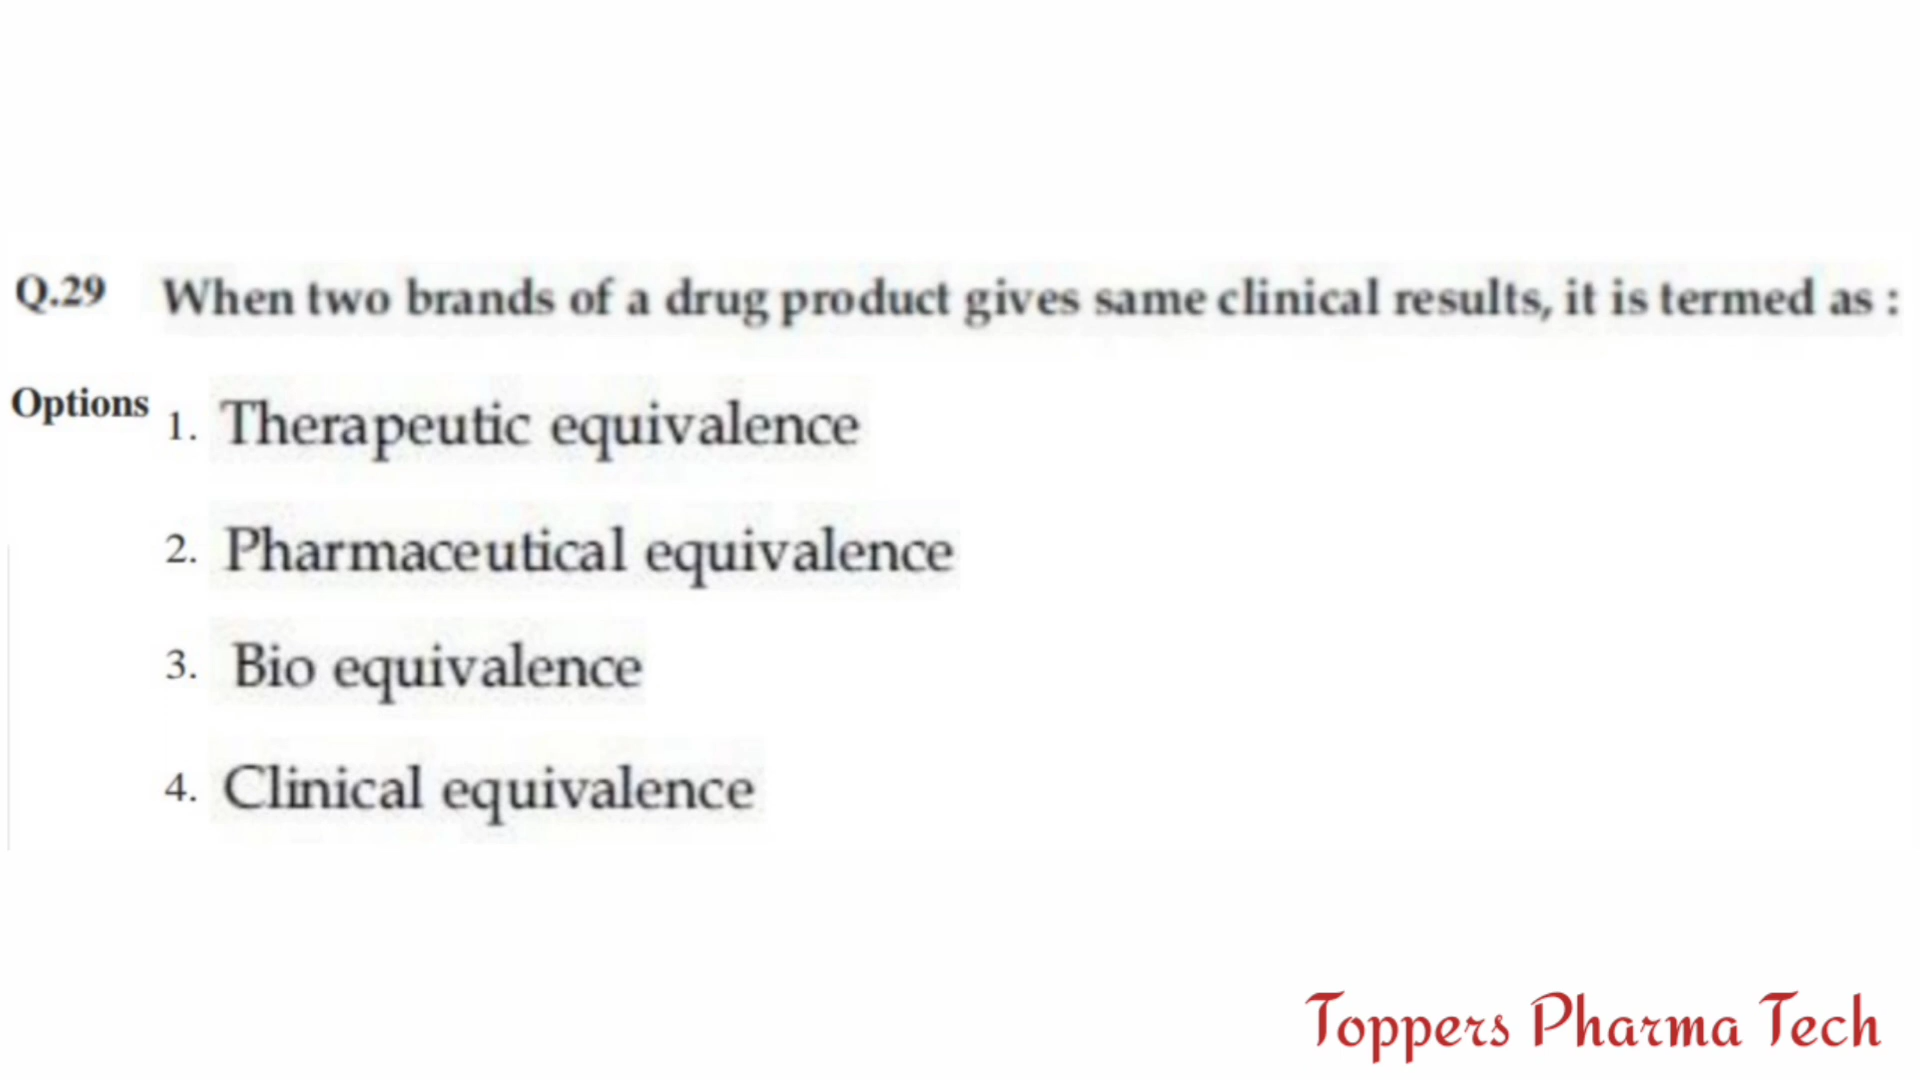 Q.29 When two brands of a drug product gives same clinical results, it is termed as :
Options 1. Therapeutic equivalence
2. Pharmaceutical equivalence
3. Bio equivalence
4. Clinical equivalence
Toppers Pharma Tech